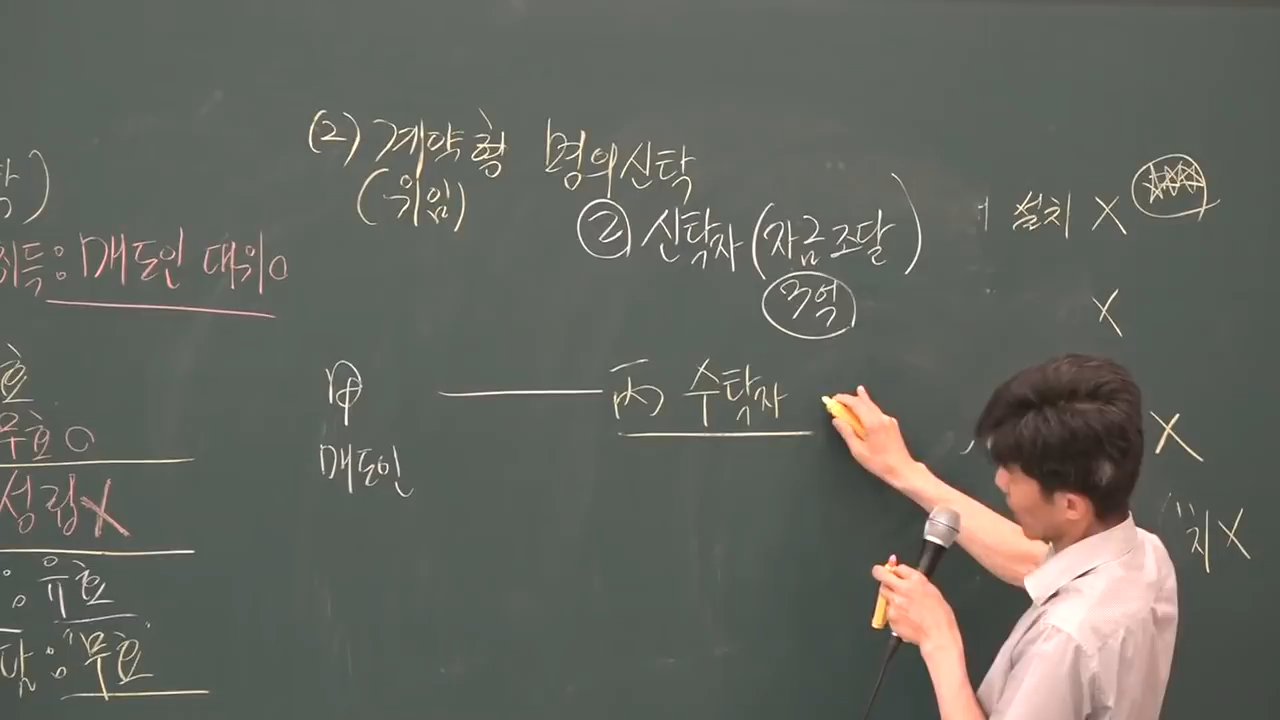 취득: 매도인 대위O
무효O
성립X
: 유효
: "무효"
(2) 계약형 명의신탁
(위임)
② 신탁자 (자금조달)
3억
甲 丙 수탁자
매도인
설치 X
X
X
치 X